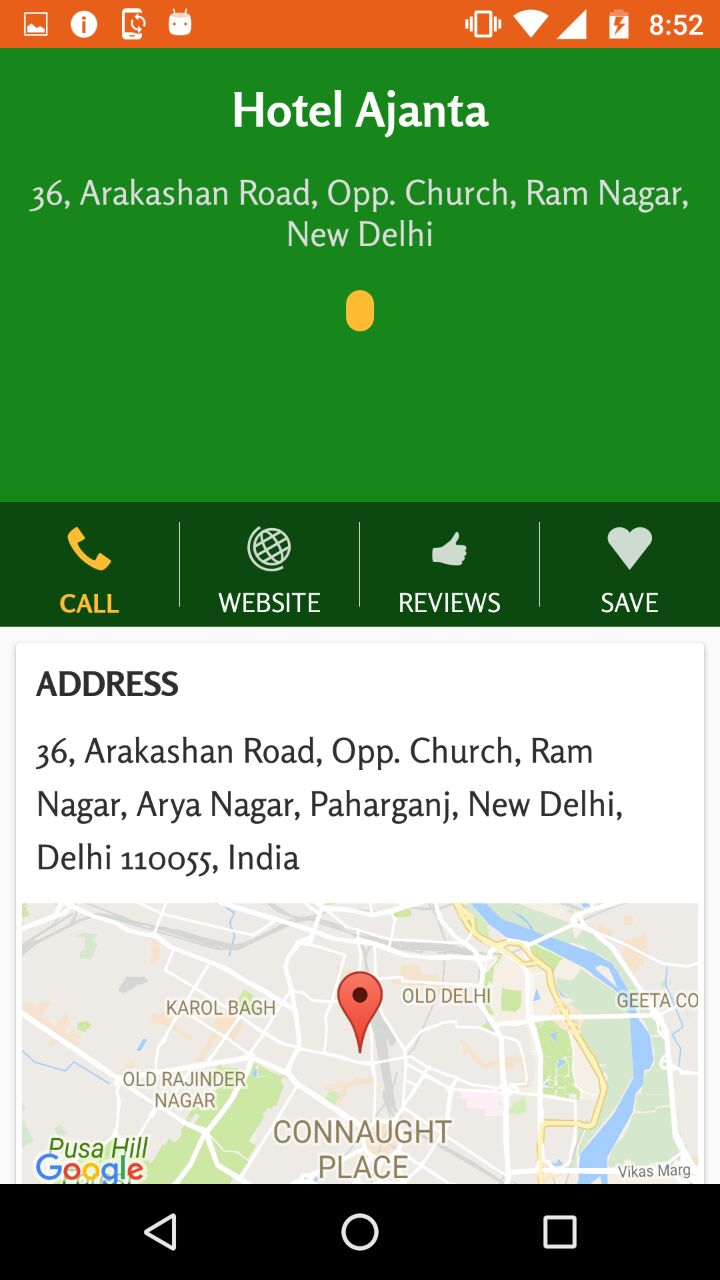 8:52
Hotel Ajanta
36, Arakashan Road, Opp. Church, Ram Nagar,
New Delhi
CALL
WEBSITE
REVIEWS
SAVE
ADDRESS
36, Arakashan Road, Opp. Church, Ram
Nagar, Arya Nagar, Paharganj, New Delhi,
Delhi 110055, India
OLD DELHI
GEETA CO
KAROL BAGH
OLD RAJINDER
NAGAR
CONNAUGHT
PLACE
Pusa Hill
Google
Vikas Marg